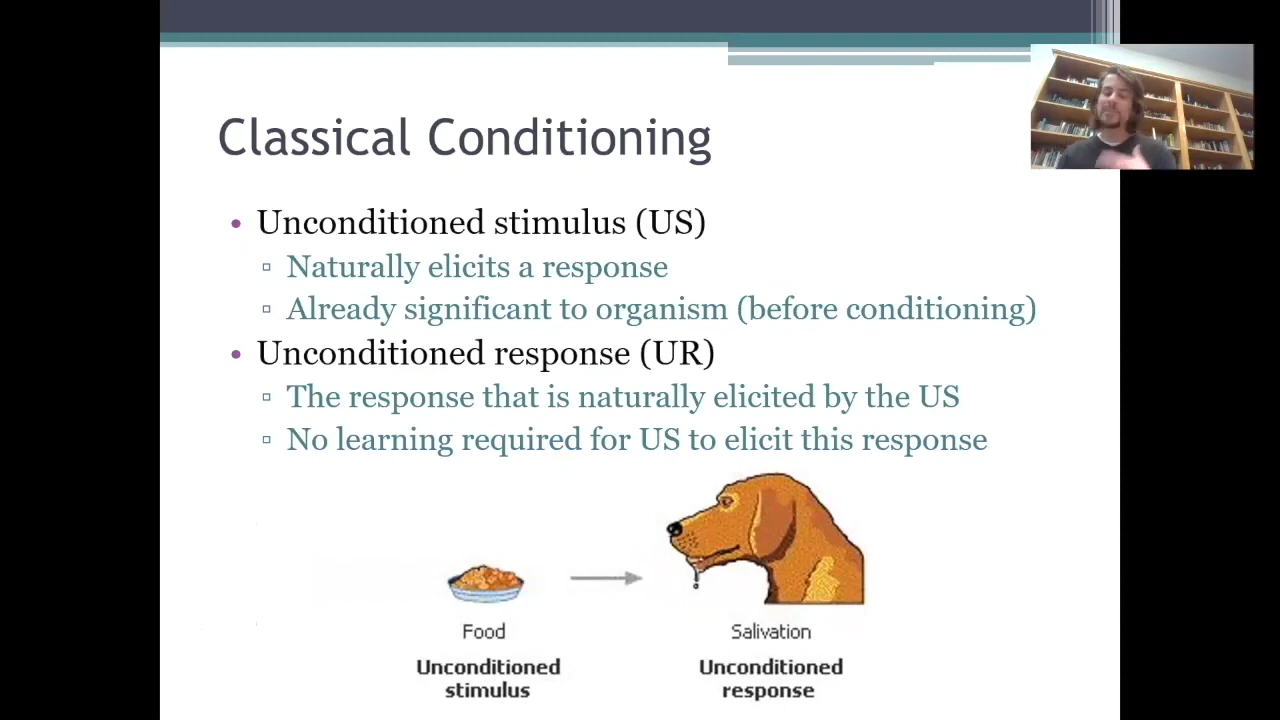 Classical Conditioning
• Unconditioned stimulus (US)
▫ Naturally elicits a response
▫ Already significant to organism (before conditioning)
• Unconditioned response (UR)
▫ The response that is naturally elicited by the US
▫ No learning required for US to elicit this response
Food
Salivation
Unconditioned
stimulus
Unconditioned
response